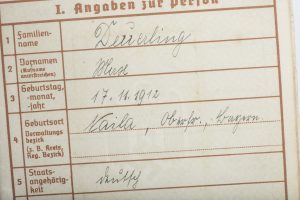 I. Angaben zur Person
1 Familien-
name
Deuerling
2 Vornamen
(Rufname
unterstreichen)
3 Geburtstag,
-monat,
-jahr
17. 11. 1912
4 Geburtsort
Verwaltungs-
bezirk
(z. B. Kreis,
Reg. Bezirk)
Naila, Oberfr., Bayern
5 Staats-
angehörig-
keit
deutsch